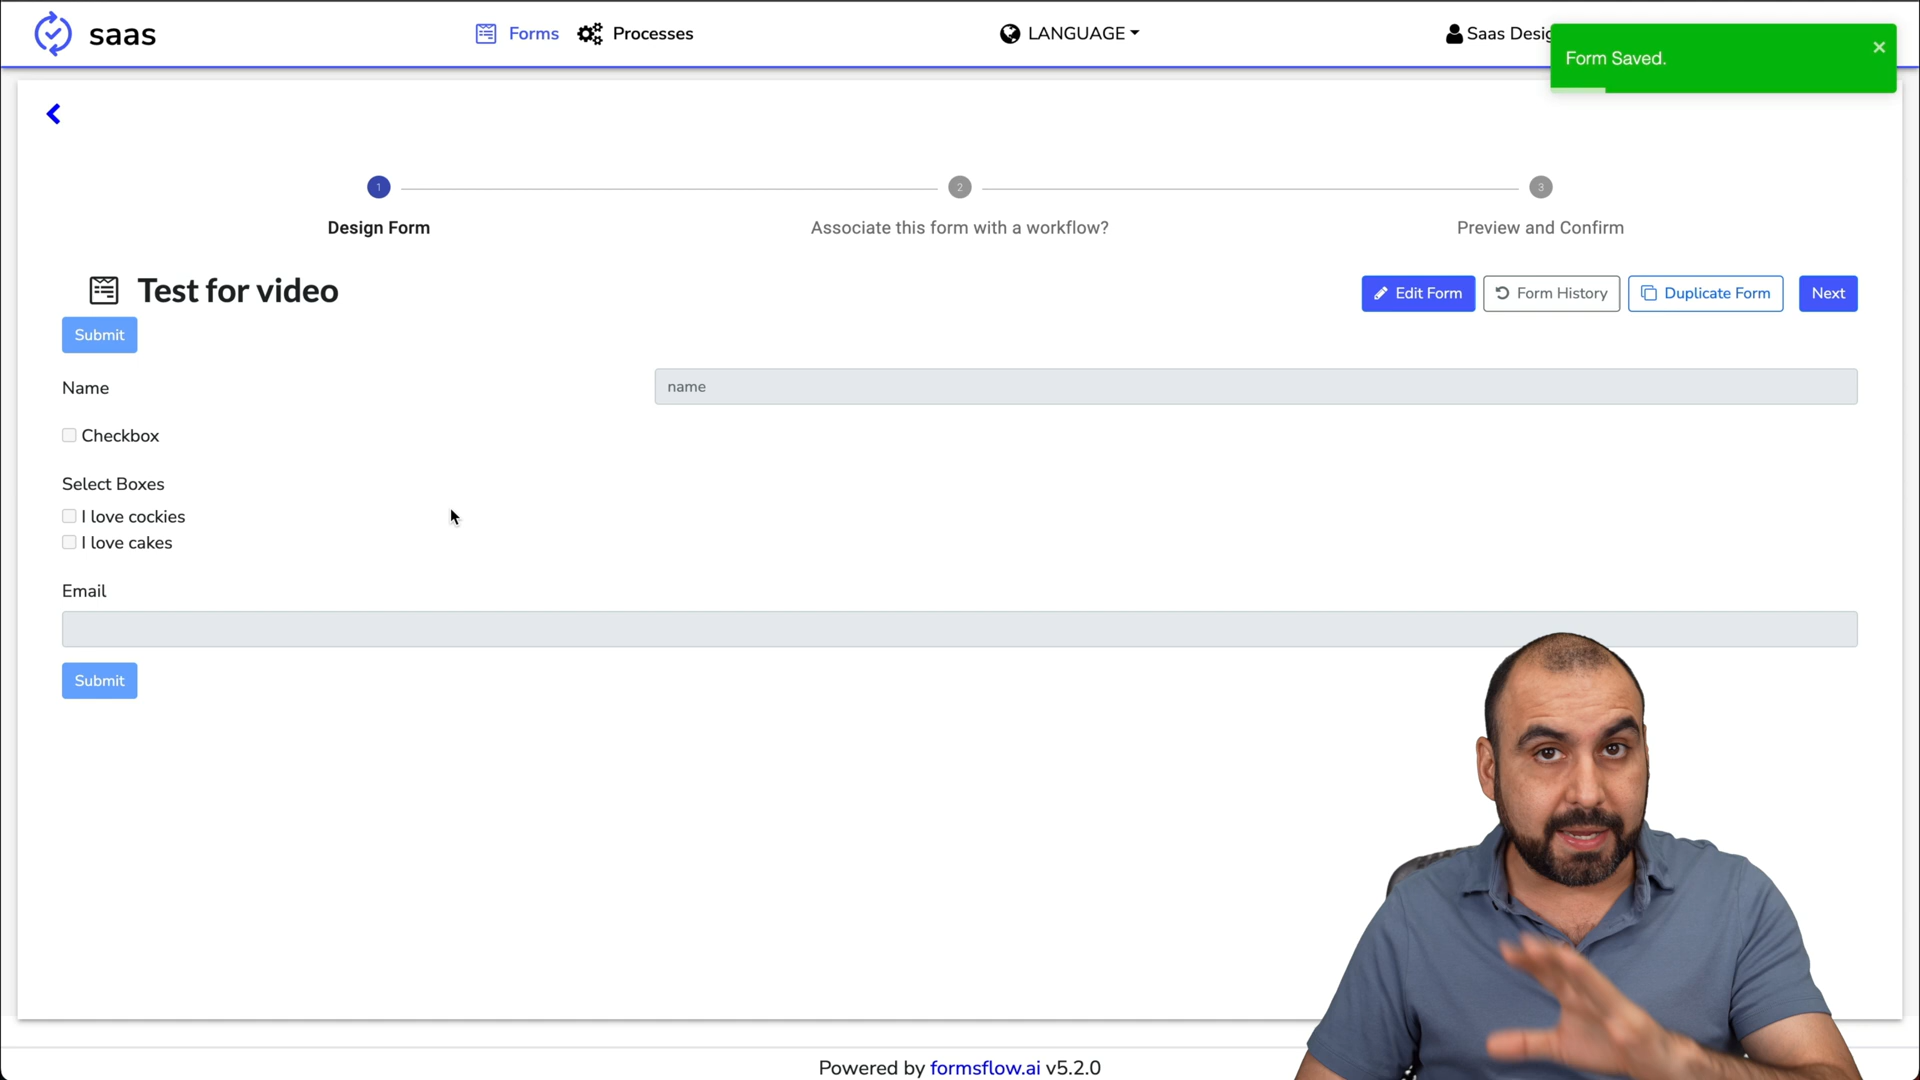 saas
Forms
Processes
LANGUAGE
Saas Desig
Form Saved.
1
2
3
Design Form
Associate this form with a workflow?
Preview and Confirm
Test for video
Edit Form
Form History
Duplicate Form
Next
Submit
Name
name
Checkbox
Select Boxes
I love cockies
I love cakes
Email
Submit
Powered by formsflow.ai v5.2.0